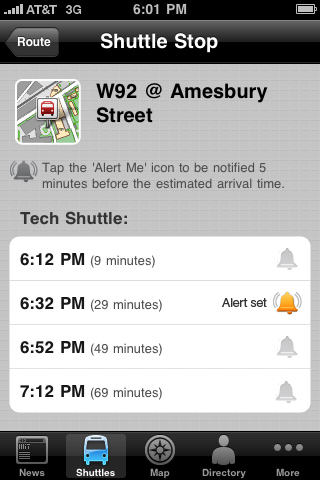 AT&T 3G 6:01 PM
Route
Shuttle Stop
W92 @ Amesbury
Street
Tap the 'Alert Me' icon to be notified 5
minutes before the estimated arrival time.
Tech Shuttle:
6:12 PM (9 minutes)
6:32 PM (29 minutes) Alert set
6:52 PM (49 minutes)
7:12 PM (69 minutes)
News Shuttles Map Directory More